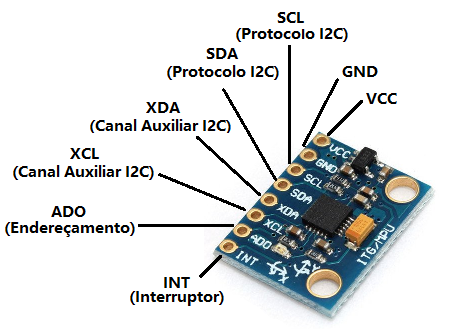 SCL
(Protocolo I2C)
SDA
(Protocolo I2C)
GND
VCC
XDA
(Canal Auxiliar I2C)
XCL
(Canal Auxiliar I2C)
ADO
(Endereçamento)
INT
(Interruptor)
VCC
GND
SCL
SDA
XDA
XCL
ADO
INT
X
Y
ITG/MPU